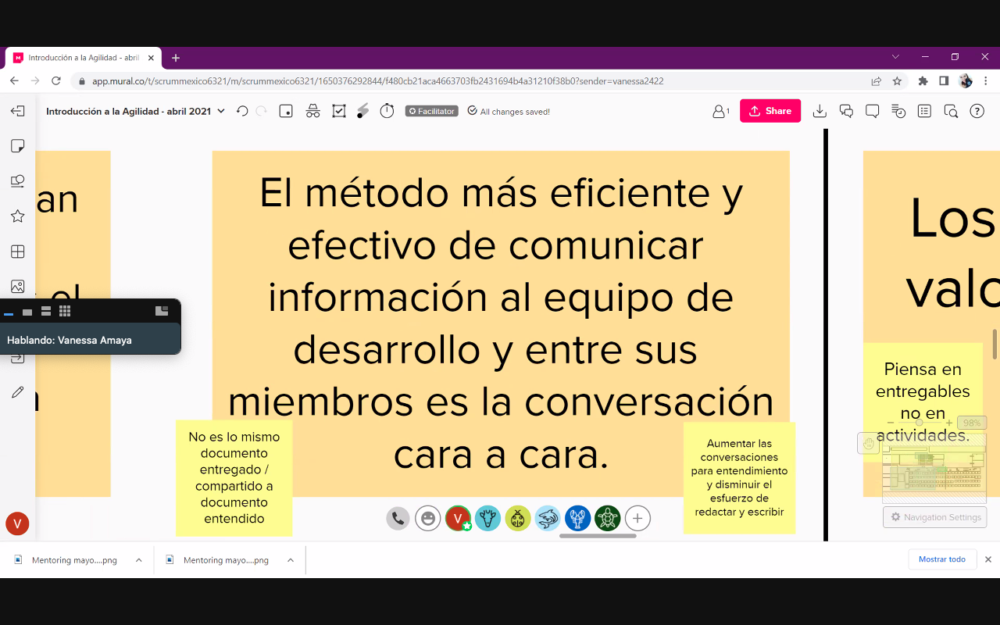 Introducción a la Agilidad - abril
app.mural.co/t/scrummexico6321/m/scrummexico6321/1650376292844/f480cb21aca4663703fb2431694b4a31210f38b0?sender=vanessa2422
Introducción a la Agilidad - abril 2021
Facilitator
All changes saved!
1
Share
an
el
El método más eficiente y
efectivo de comunicar
información al equipo de
desarrollo y entre sus
miembros es la conversación
cara a cara.
Los
valo
Hablando: Vanessa Amaya
No es lo mismo
documento
entregado /
compartido a
documento
entendido
Aumentar las
conversaciones
para entendimiento
y disminuir el
esfuerzo de
redactar y escribir
Piensa en
entregables
no en
actividades.
98%
Navigation Settings
V
V
Mentoring mayo....png
Mentoring mayo....png
Mostrar todo